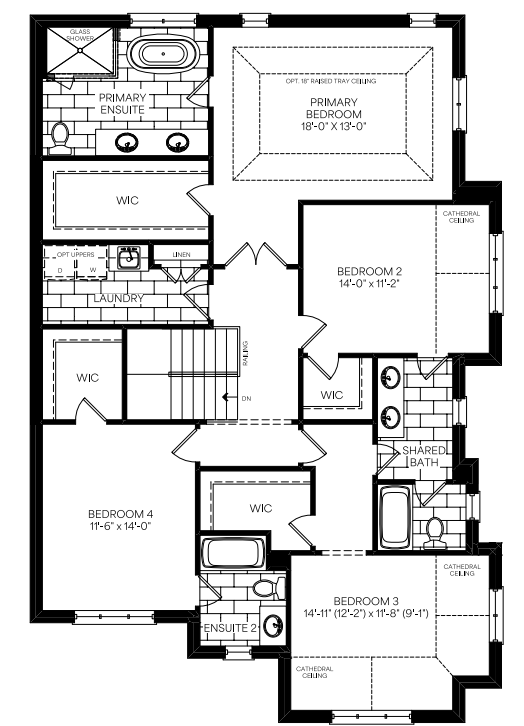 GLASS
SHOWER
PRIMARY
ENSUITE
OPT. 18" RAISED TRAY CEILING
PRIMARY
BEDROOM
18'-0" X 13'-0"
WIC
CATHEDRAL
CEILING
OPT UPPERS
D W
LINEN
LAUNDRY
BEDROOM 2
14'-0" x 11'-2"
WIC
RAILING
DN
WIC
SHARED
BATH
BEDROOM 4
11'-6" x 14'-0"
WIC
ENSUITE 2
CATHEDRAL
CEILING
BEDROOM 3
14'-11" (12'-2") x 11'-8" (9'-1")
CATHEDRAL
CEILING